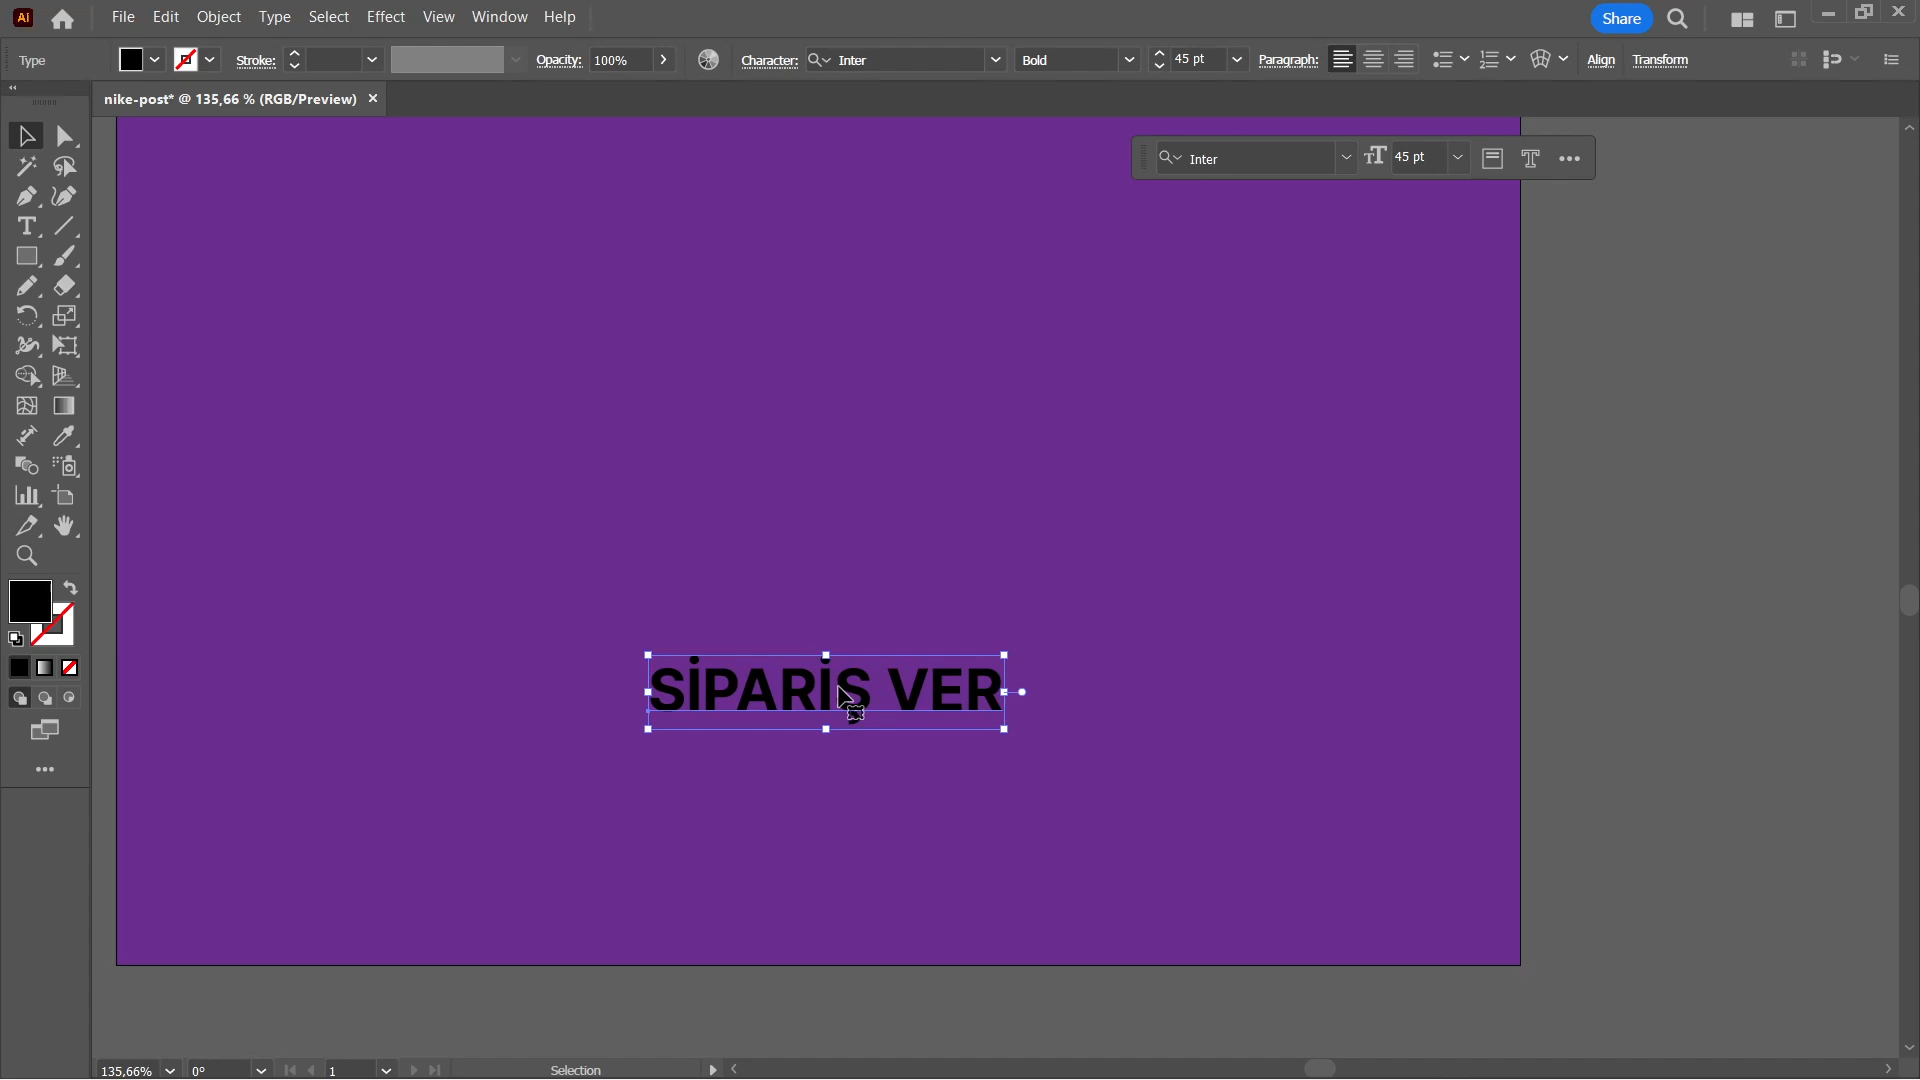 Ai File Edit Object Type Select Effect View Window Help Share
Type Stroke: Opacity: 100% Character: Inter Bold 45 pt Paragraph: Align Transform
nike-post* @ 135,66 % (RGB/Preview) ×
Inter 45 pt
SİPARİŞ VER
135,66% 0° 1 Selection